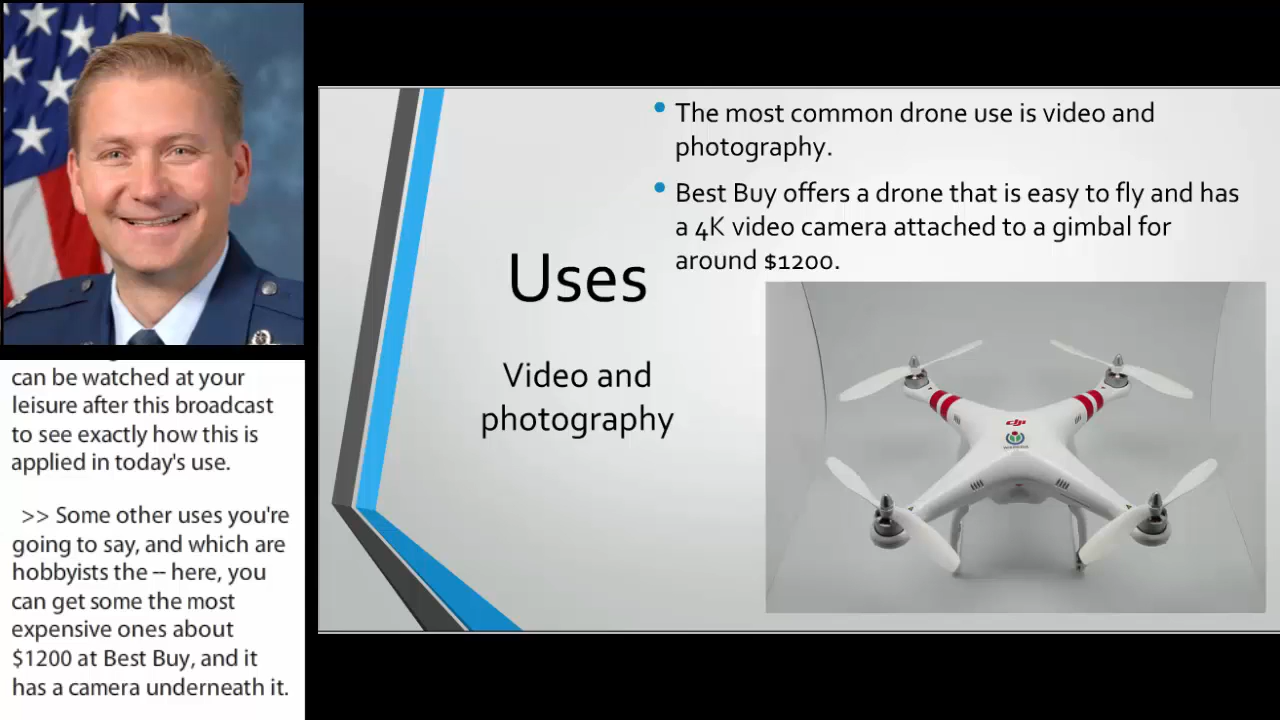 can be watched at your
leisure after this broadcast
to see exactly how this is
applied in today's use.
>> Some other uses you're
going to say, and which are
hobbyists the -- here, you
can get some the most
expensive ones about
$1200 at Best Buy, and it
has a camera underneath it.
Uses
Video and
photography
• The most common drone use is video and
photography.
• Best Buy offers a drone that is easy to fly and has
a 4K video camera attached to a gimbal for
around $1200.
dji